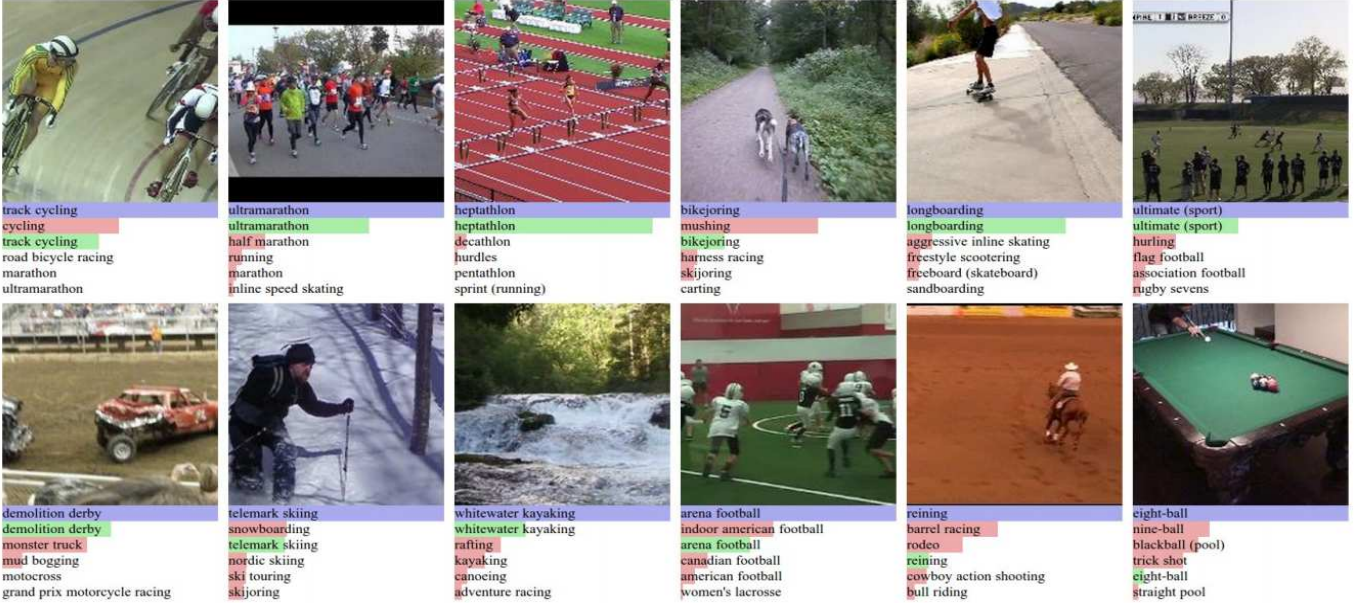 track cycling
cycling
track cycling
road bicycle racing
marathon
ultramarathon
ultramarathon
ultramarathon
half marathon
running
marathon
inline speed skating
heptathlon
heptathlon
decathlon
hurdles
pentathlon
sprint (running)
bikejoring
mushing
bikejoring
harness racing
skijoring
carting
longboarding
longboarding
aggressive inline skating
freestyle scootering
freeboard (skateboard)
sandboarding
BREEZE 0
ultimate (sport)
ultimate (sport)
hurling
flag football
association football
rugby sevens
demolition derby
demolition derby
monster truck
mud bogging
motocross
grand prix motorcycle racing
telemark skiing
snowboarding
telemark skiing
nordic skiing
ski touring
skijoring
whitewater kayaking
whitewater kayaking
rafting
kayaking
canoeing
adventure racing
5
11
arena football
indoor american football
arena football
canadian football
american football
women's lacrosse
reining
barrel racing
rodeo
reining
cowboy action shooting
bull riding
eight-ball
nine-ball
blackball (pool)
trick shot
eight-ball
straight pool